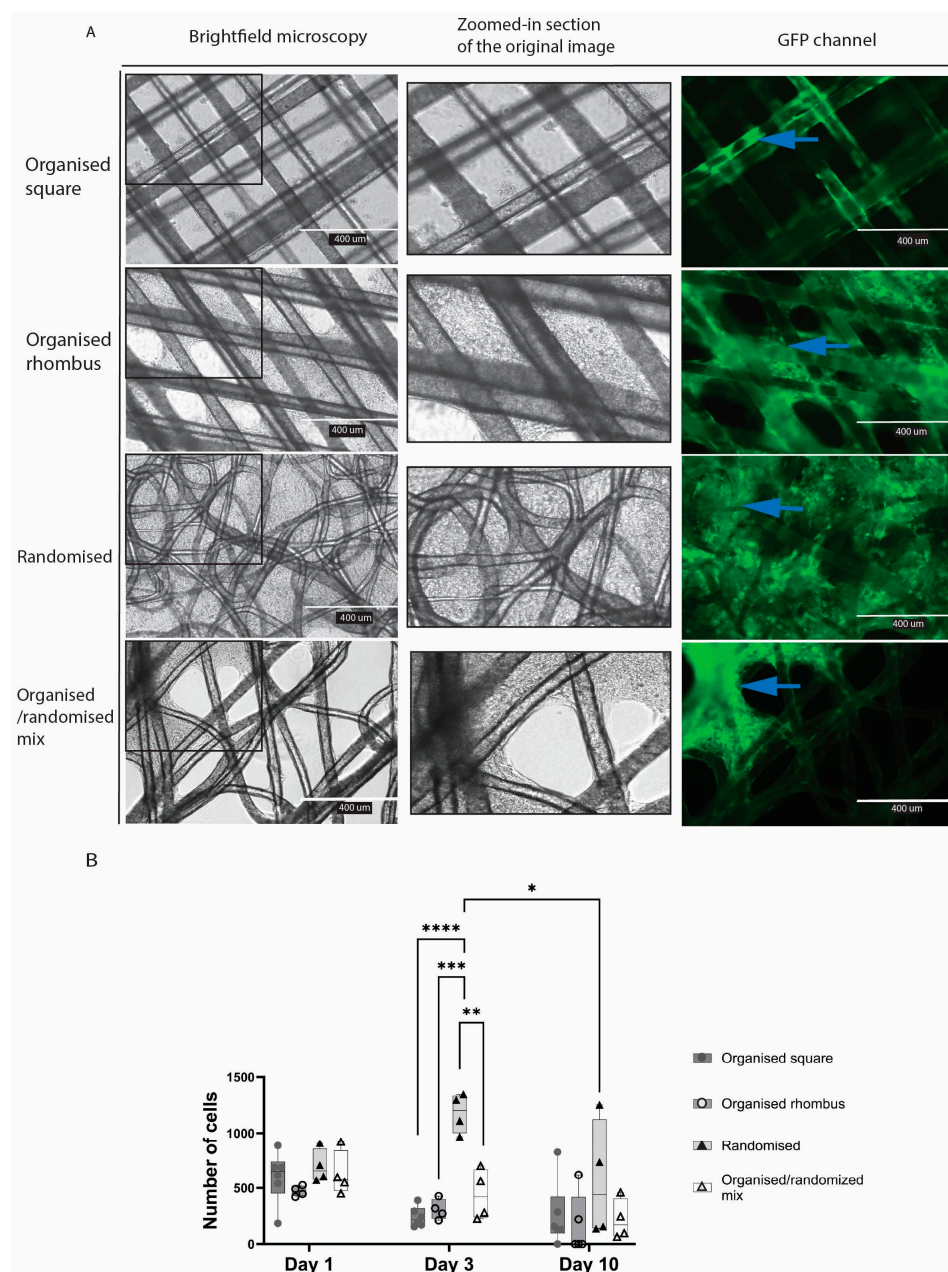 A
Brightfield microscopy
Zoomed-in section
of the original image
GFP channel
Organised
square
400 um
400 um
Organised
rhombus
400 um
400 um
Randomised
400 um
400 um
Organised
/randomised
mix
400 um
400 um
B
*
****
***
**
Number of cells
1500
1000
500
0
Day 1
Day 3
Day 10
Organised square
Organised rhombus
Randomised
Organised/randomized
mix